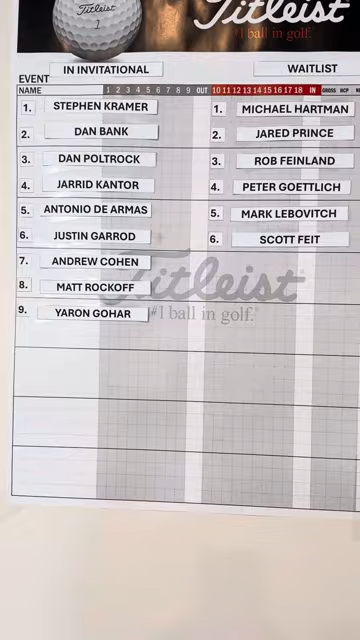 Titleist
Titleist
1
#1 ball in golf.
IN INVITATIONAL
WAITLIST
EVENT
NAME 1 2 3 4 5 6 7 8 9 OUT 10 11 12 13 14 15 16 17 18 IN GROSS HCP
1. STEPHEN KRAMER 1. MICHAEL HARTMAN
2. DAN BANK 2. JARED PRINCE
3. DAN POLTROCK 3. ROB FEINLAND
4. JARRID KANTOR 4. PETER GOETTLICH
5. ANTONIO DE ARMAS 5. MARK LEBOVITCH
6. JUSTIN GARROD 6. SCOTT FEIT
7. ANDREW COHEN
8. MATT ROCKOFF
Titleist
9. YARON GOHAR
#1 ball in golf.